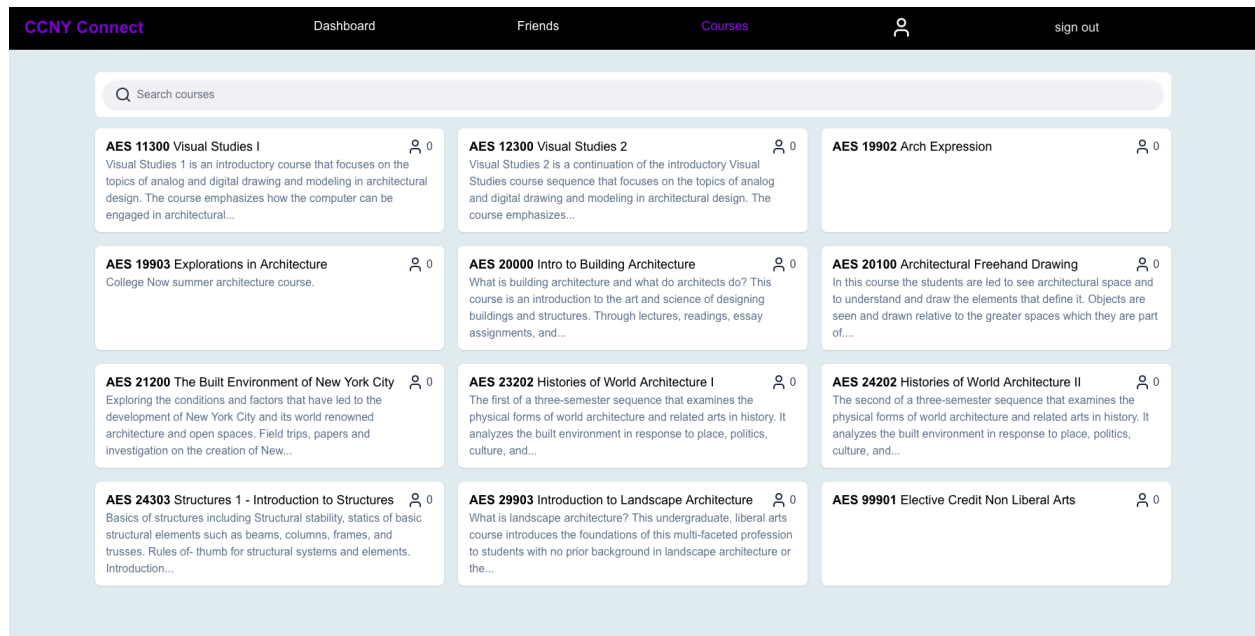 CCNY Connect
Dashboard
Friends
Courses
sign out
Search courses
AES 11300 Visual Studies I 0
Visual Studies 1 is an introductory course that focuses on the
topics of analog and digital drawing and modeling in architectural
design. The course emphasizes how the computer can be
engaged in architectural...
AES 12300 Visual Studies 2 0
Visual Studies 2 is a continuation of the introductory Visual
Studies course sequence that focuses on the topics of analog
and digital drawing and modeling in architectural design. The
course emphasizes...
AES 19902 Arch Expression 0
AES 19903 Explorations in Architecture 0
College Now summer architecture course.
AES 20000 Intro to Building Architecture 0
What is building architecture and what do architects do? This
course is an introduction to the art and science of designing
buildings and structures. Through lectures, readings, essay
assignments, and...
AES 20100 Architectural Freehand Drawing 0
In this course the students are led to see architectural space and
to understand and draw the elements that define it. Objects are
seen and drawn relative to the greater spaces which they are part
of....
AES 21200 The Built Environment of New York City 0
Exploring the conditions and factors that have led to the
development of New York City and its world renowned
architecture and open spaces. Field trips, papers and
investigation on the creation of New...
AES 23202 Histories of World Architecture I 0
The first of a three-semester sequence that examines the
physical forms of world architecture and related arts in history. It
analyzes the built environment in response to place, politics,
culture, and...
AES 24202 Histories of World Architecture II 0
The second of a three-semester sequence that examines the
physical forms of world architecture and related arts in history. It
analyzes the built environment in response to place, politics,
culture, and...
AES 24303 Structures 1 - Introduction to Structures 0
Basics of structures including Structural stability, statics of basic
structural elements such as beams, columns, frames, and
trusses. Rules of- thumb for structural systems and elements.
Introduction...
AES 29903 Introduction to Landscape Architecture 0
What is landscape architecture? This undergraduate, liberal arts
course introduces the foundations of this multi-faceted profession
to students with no prior background in landscape architecture or
the...
AES 99901 Elective Credit Non Liberal Arts 0